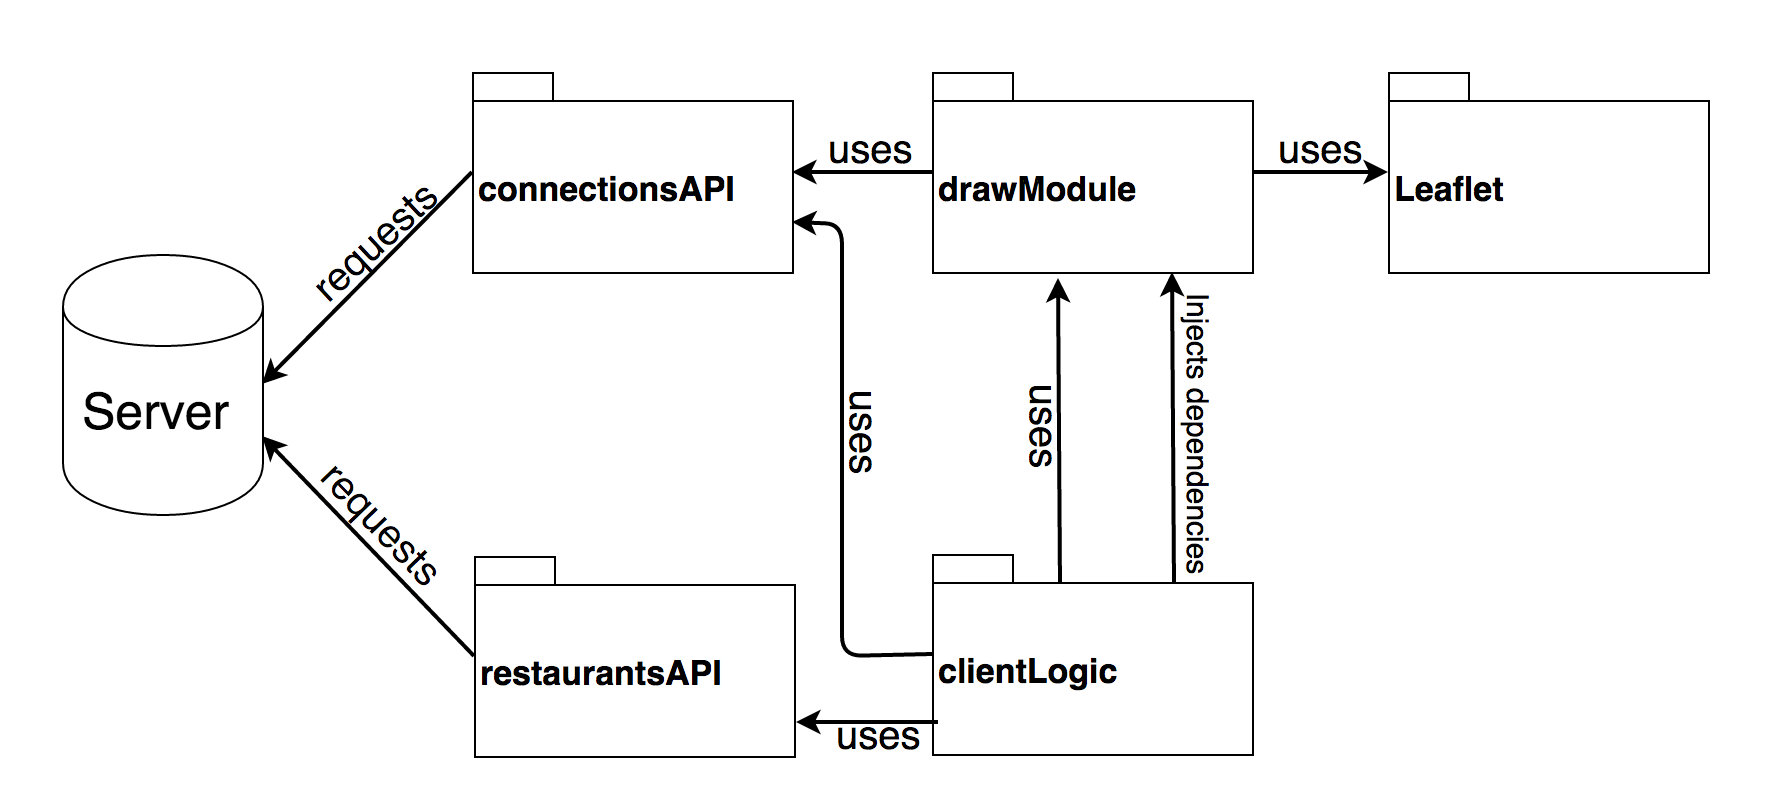 uses
uses
connectionsAPI
drawModule
Leaflet
requests
Server
uses
uses
Injects dependencies
requests
restaurantsAPI
clientLogic
uses